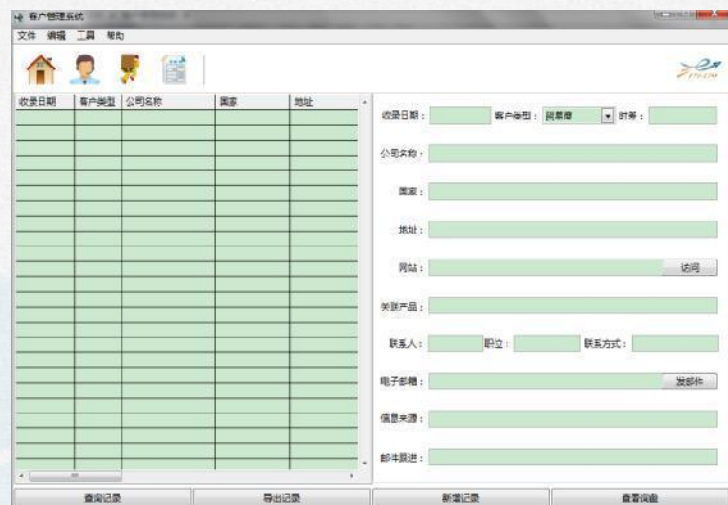 客户管理系统
文件 编辑 工具 帮助
收录日期 客户类型 公司名称 国家 地址
收录日期： 客户类型： 时差：
公司名称：
国家：
地址：
网站： 访问
关联产品：
联系人： 职位： 联系方式：
电子邮箱： 发邮件
信息来源：
邮件跟进：
查询记录 导出记录 新增记录 查看询盘